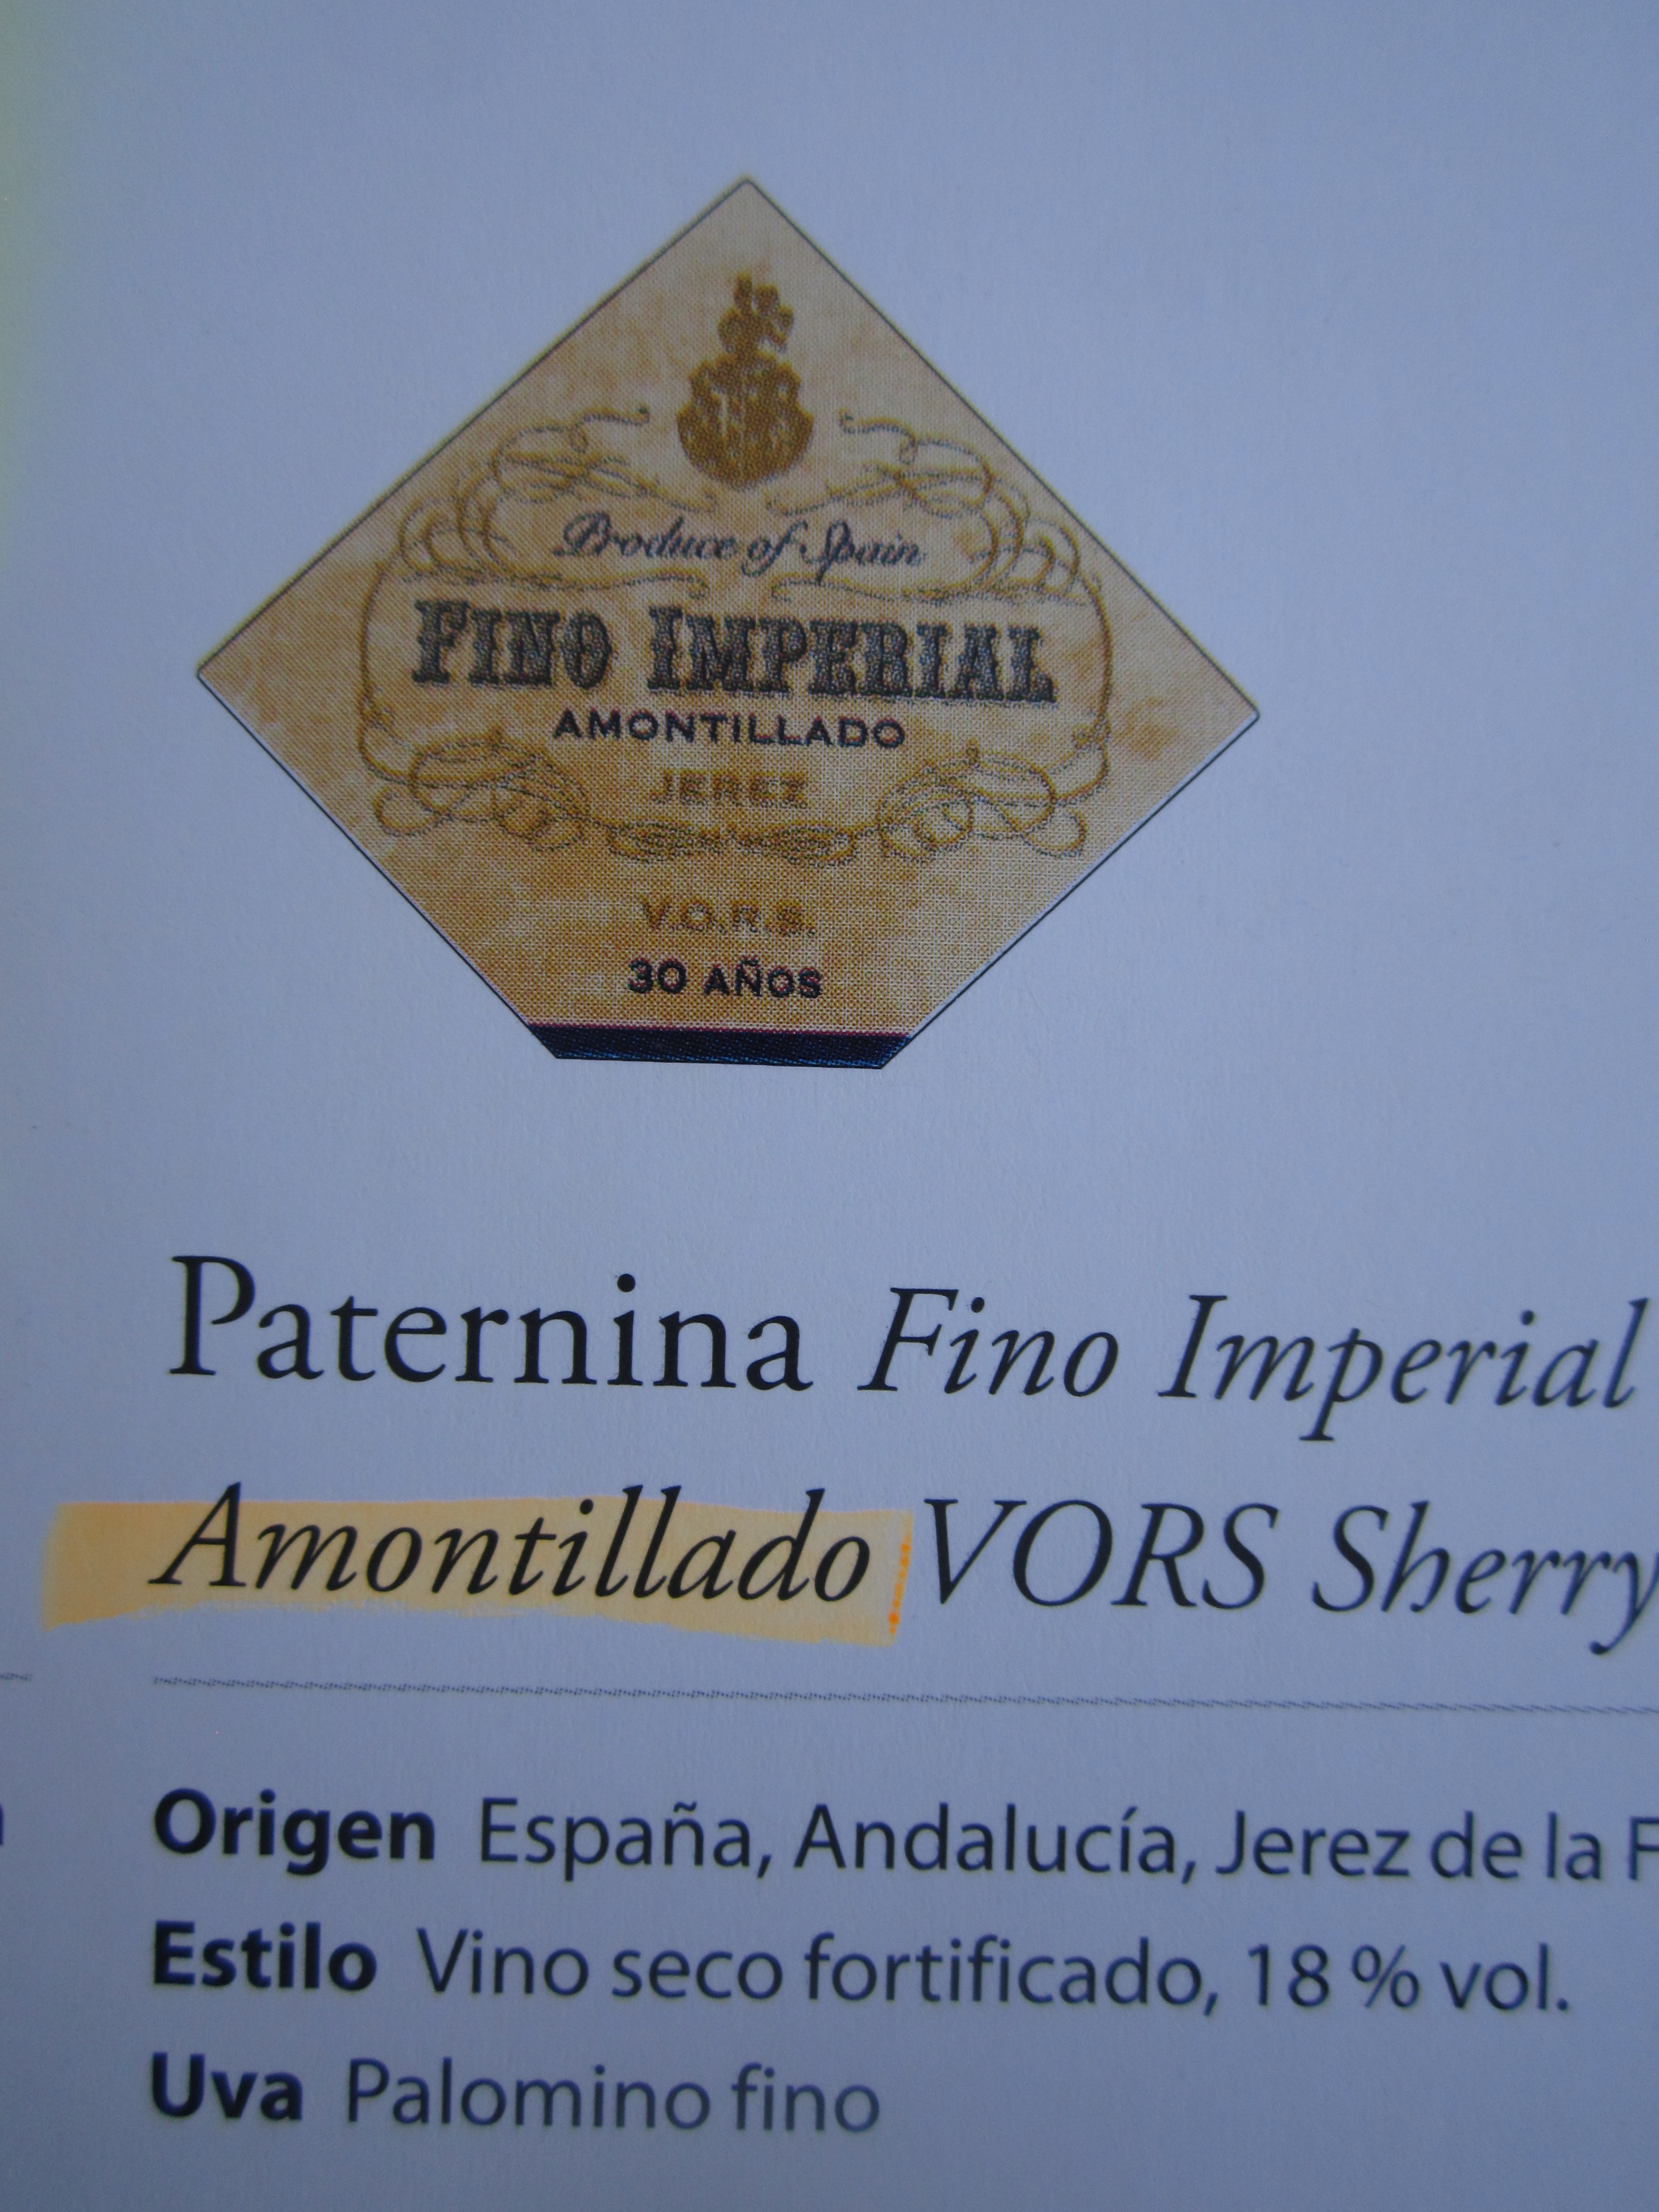 Produce of Spain
FINO IMPERIAL
AMONTILLADO
JEREZ
V.O.R.S.
30 AÑOS
Paternina Fino Imperial
Amontillado VORS Sherry
Origen España, Andalucía, Jerez de la F
Estilo Vino seco fortificado, 18 % vol.
Uva Palomino fino